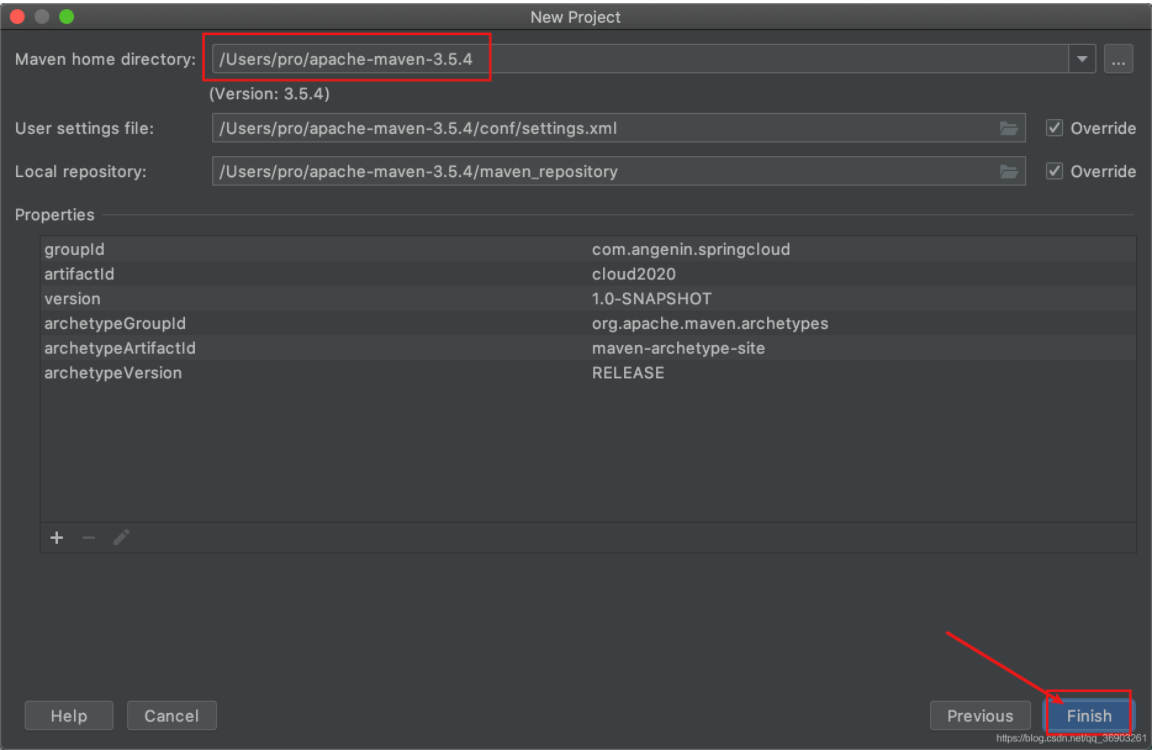 New Project
Maven home directory: /Users/pro/apache-maven-3.5.4 ...
(Version: 3.5.4)
User settings file: /Users/pro/apache-maven-3.5.4/conf/settings.xml Override
Local repository: /Users/pro/apache-maven-3.5.4/maven_repository Override
Properties
groupId com.angenin.springcloud
artifactId cloud2020
version 1.0-SNAPSHOT
archetypeGroupId org.apache.maven.archetypes
archetypeArtifactId maven-archetype-site
archetypeVersion RELEASE
Help Cancel Previous Finish
https://blog.csdn.net/qq_36903261